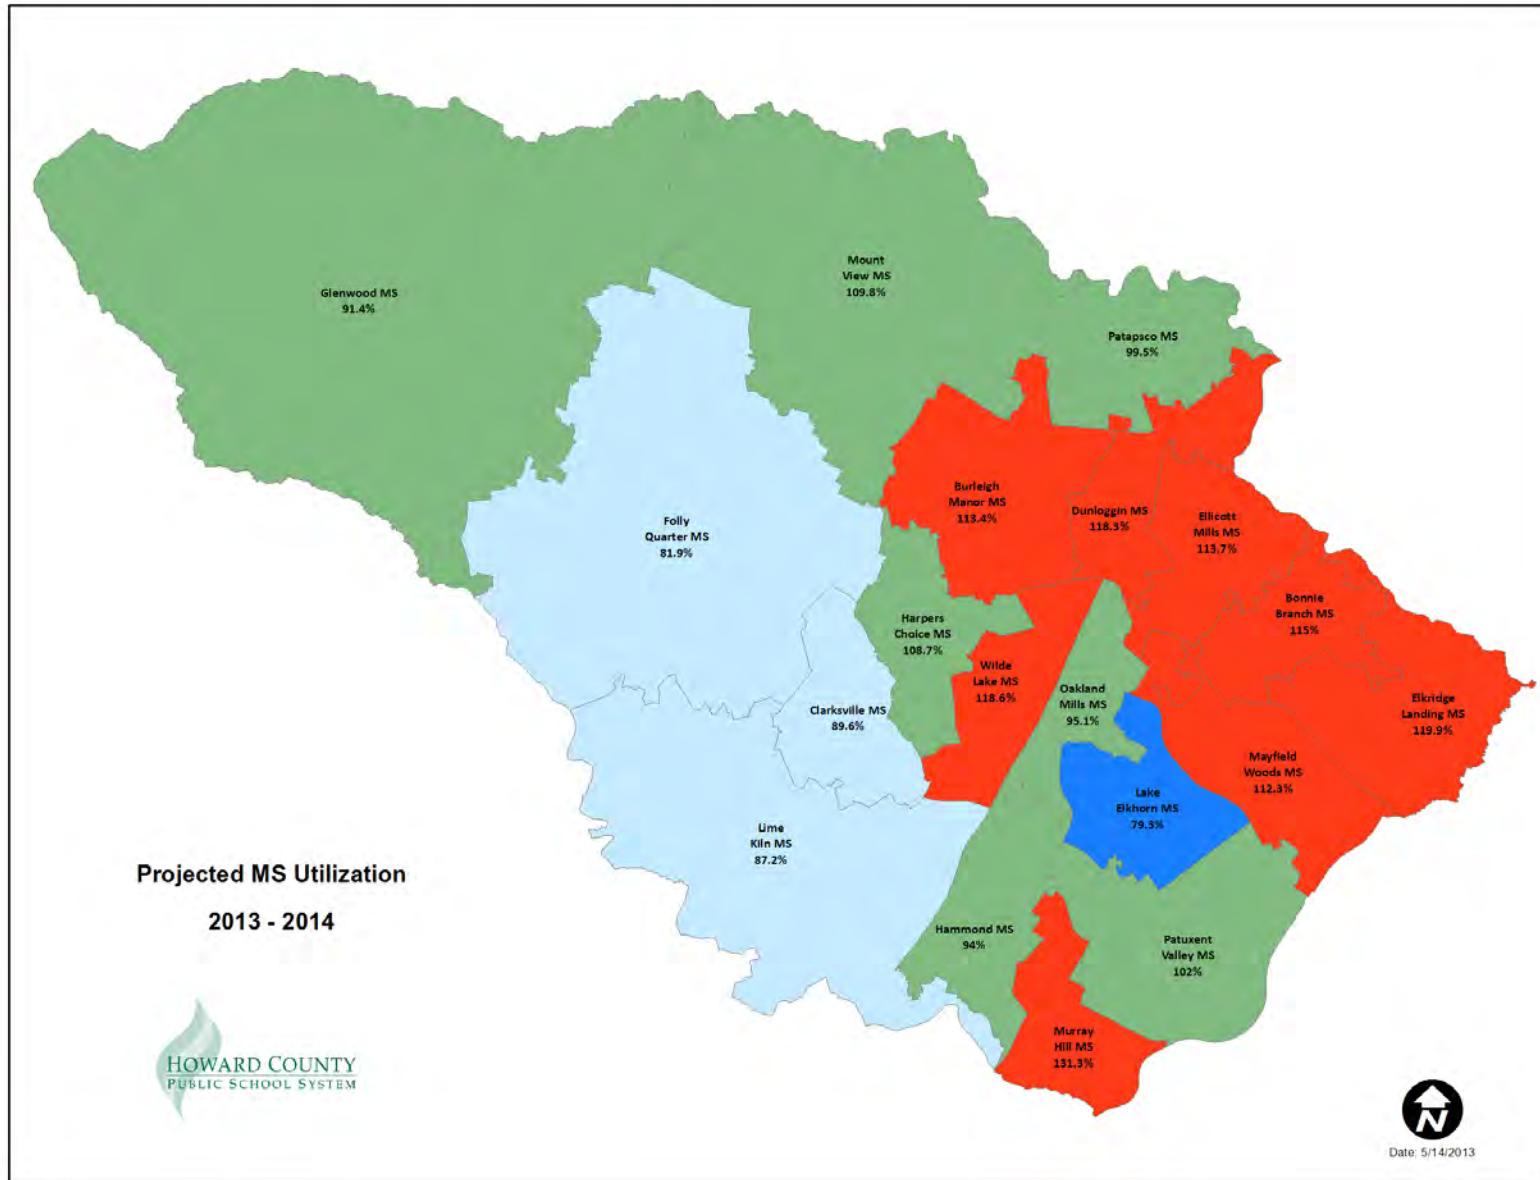 Mount
View MS
109.8%
Glenwood MS
91.4%
Patapsco MS
99.5%
Burleigh
Manor MS
113.4%
Dunloggin MS
118.3%
Ellicott
Mills MS
113.7%
Folly
Quarter MS
81.9%
Bonnie
Branch MS
115%
Harpers
Choice MS
108.7%
Wilde
Lake MS
118.6%
Oakland
Mills MS
95.1%
Elkridge
Landing MS
119.9%
Clarksville MS
89.6%
Mayfield
Woods MS
112.3%
Lake
Elkhorn MS
79.3%
Lime
Kiln MS
87.2%
Projected MS Utilization
2013 - 2014
Hammond MS
94%
Patuxent
Valley MS
102%
Murray
Hill MS
131.3%
HOWARD COUNTY
PUBLIC SCHOOL SYSTEM
N
Date: 5/14/2013